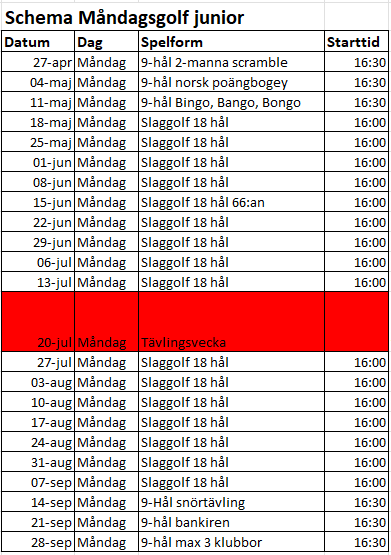 Schema Måndagsgolf junior
Datum Dag Spelform Starttid
27-apr Måndag 9-hål 2-manna scramble 16:30
04-maj Måndag 9-hål norsk poängbogey 16:30
11-maj Måndag 9-hål Bingo, Bango, Bongo 16:30
18-maj Måndag Slaggolf 18 hål 16:00
25-maj Måndag Slaggolf 18 hål 16:00
01-jun Måndag Slaggolf 18 hål 16:00
08-jun Måndag Slaggolf 18 hål 16:00
15-jun Måndag Slaggolf 18 hål 66:an 16:00
22-jun Måndag Slaggolf 18 hål 16:00
29-jun Måndag Slaggolf 18 hål 16:00
06-jul Måndag Slaggolf 18 hål 16:00
13-jul Måndag Slaggolf 18 hål 16:00
20-jul Måndag Tävlingsvecka
27-jul Måndag Slaggolf 18 hål 16:00
03-aug Måndag Slaggolf 18 hål 16:00
10-aug Måndag Slaggolf 18 hål 16:00
17-aug Måndag Slaggolf 18 hål 16:00
24-aug Måndag Slaggolf 18 hål 16:00
31-aug Måndag Slaggolf 18 hål 16:00
07-sep Måndag Slaggolf 18 hål 16:00
14-sep Måndag 9-Hål snörtävling 16:30
21-sep Måndag 9-hål bankiren 16:30
28-sep Måndag 9-hål max 3 klubbor 16:30